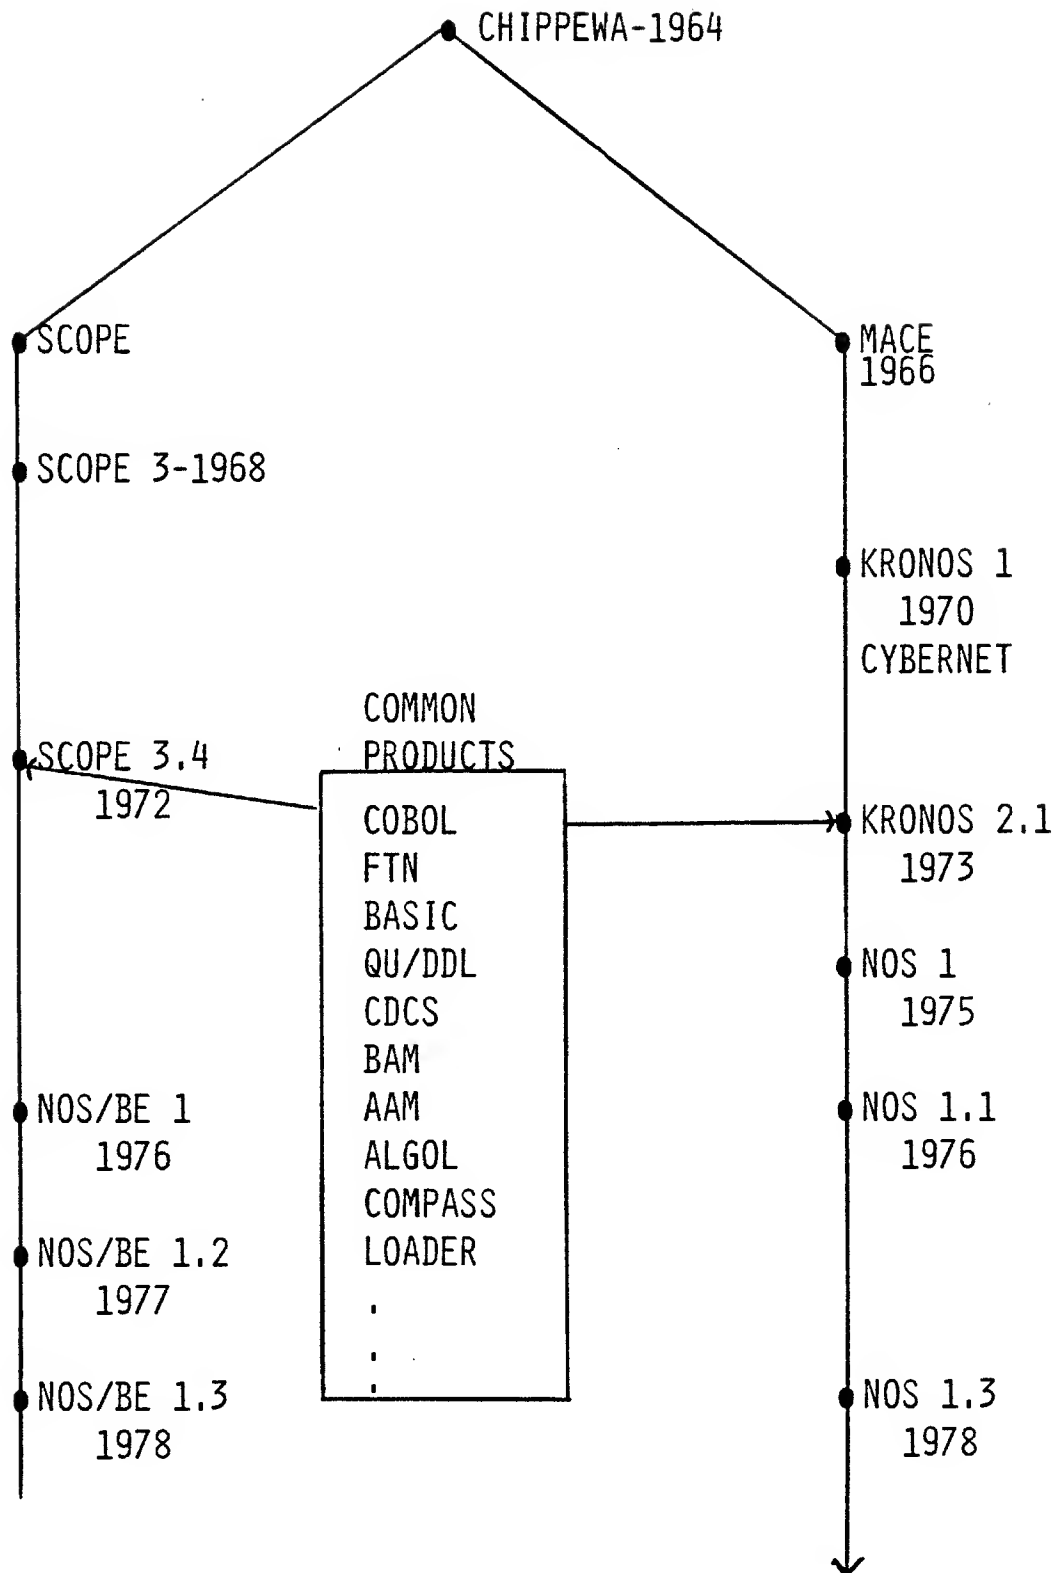 CHIPPEWA-1964
SCOPE
SCOPE 3-1968
SCOPE 3.4
1972
NOS/BE 1
1976
NOS/BE 1.2
1977
NOS/BE 1.3
1978
COMMON
PRODUCTS
COBOL
FTN
BASIC
QU/DDL
CDCS
BAM
AAM
ALGOL
COMPASS
LOADER
.
.
.
MACE
1966
KRONOS 1
1970
CYBERNET
KRONOS 2.1
1973
NOS 1
1975
NOS 1.1
1976
NOS 1.3
1978